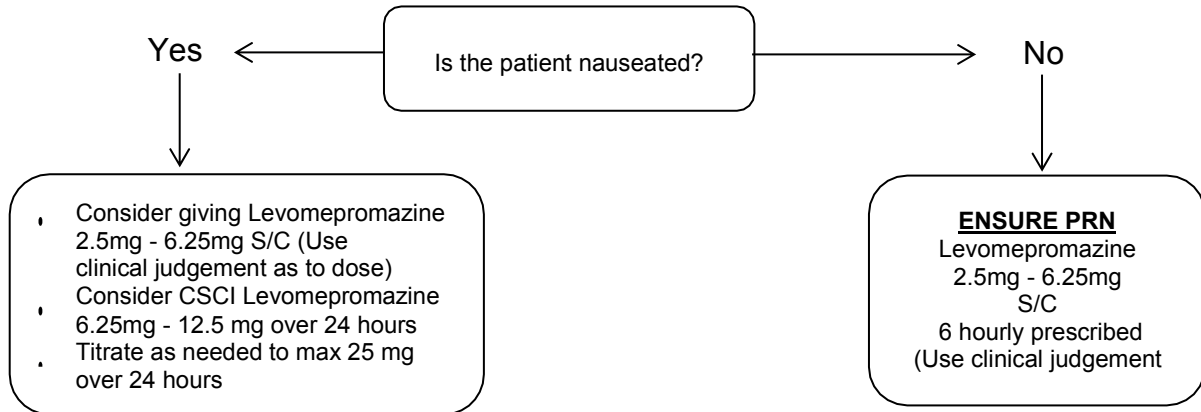 Is the patient nauseated?
Yes
No
• Consider giving Levomepromazine
2.5mg - 6.25mg S/C (Use
clinical judgement as to dose)
• Consider CSCI Levomepromazine
6.25mg - 12.5 mg over 24 hours
• Titrate as needed to max 25 mg
over 24 hours
ENSURE PRN
Levomepromazine
2.5mg - 6.25mg
S/C
6 hourly prescribed
(Use clinical judgement